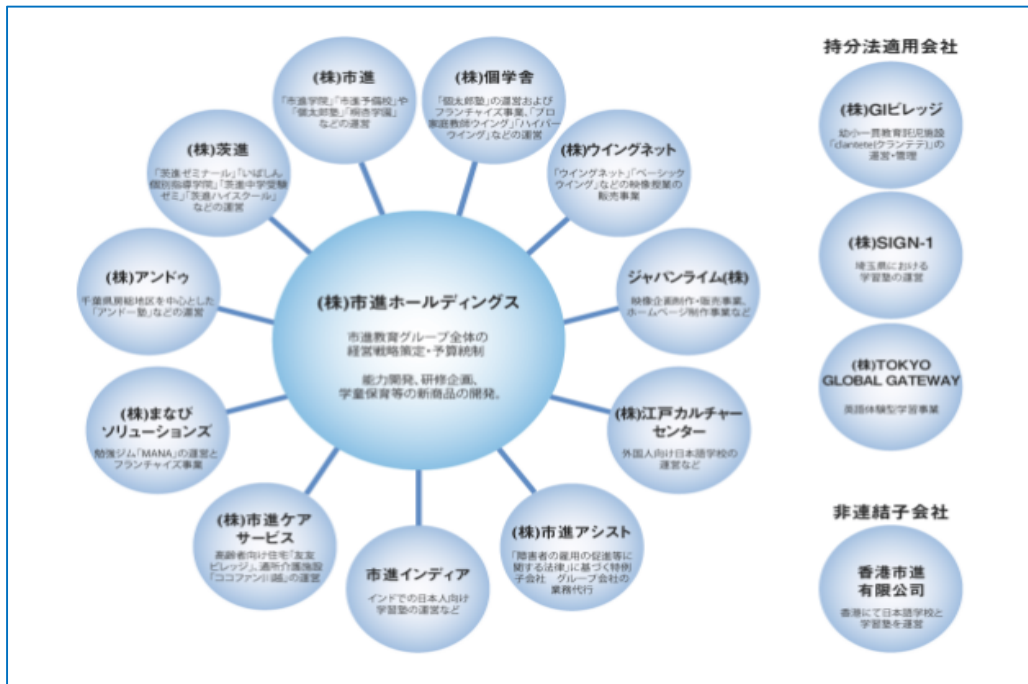 (株)市進
「市進学院」「市進予備校」や
「個太郎塾」「桐杏学園」
などの運営
(株)個学舎
「個太郎塾」の運営および
フランチャイズ事業、「プロ
家庭教師ウイング」「ハイパー
ウイング」などの運営
(株)ウイングネット
「ウイングネット」「ベーシック
ウイング」などの映像授業の
販売事業
ジャパンライム(株)
映像企画制作・販売事業、
ホームページ制作事業など
(株)江戸カルチャー
センター
外国人向け日本語学校の
運営など
(株)市進アシスト
「障害者の雇用の促進等に
関する法律」に基づく特例
子会社 グループ会社の
業務代行
市進インディア
インドでの日本人向け
学習塾の運営など
(株)市進ケア
サービス
高齢者向け住宅「友友
ビレッジ」、通所介護施設
「ココファン川越」の運営
(株)まなび
ソリューションズ
勉強ジム「MANA」の運営と
フランチャイズ事業
(株)アンドゥ
千葉県房総地区を中心とした
「アンドー塾」などの運営
(株)茨進
「茨進ゼミナール」「いばしん
個別指導学院」「茨進中学受験
ゼミ」「茨進ハイスクール」
などの運営
(株)市進ホールディングス
市進教育グループ全体の
経営戦略策定・予算統制
能力開発、研修企画、
学童保育等の新商品の開発、
持分法適用会社
(株)GIビレッジ
幼小一貫教育託児施設
「clantete(クランテテ)」の
運営・管理
(株)SIGN-1
埼玉県における
学習塾の運営
(株)TOKYO
GLOBAL GATEWAY
英語体験型学習事業
非連結子会社
香港市進
有限公司
香港にて日本語学校と
学習塾を運営